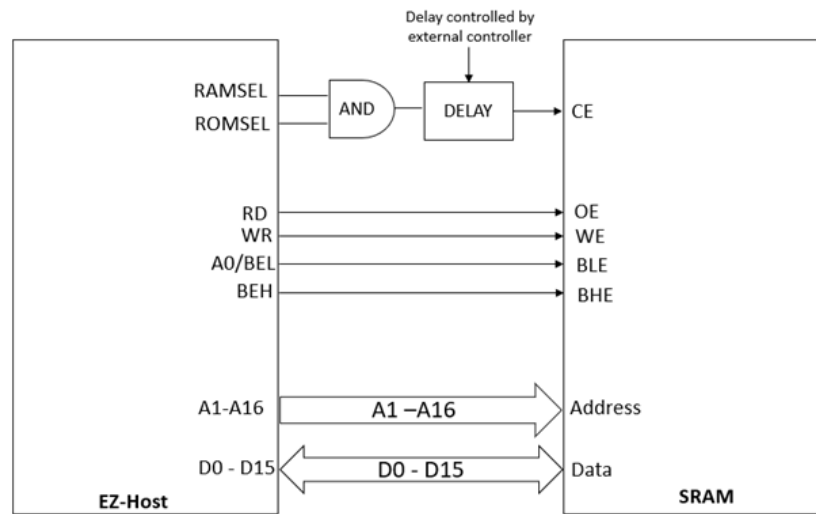 Delay controlled by
external controller
RAMSEL
ROMSEL
AND
DELAY
CE
RD
OE
WR
WE
A0/BEL
BLE
BEH
BHE
A1-A16
A1 –A16
Address
D0 - D15
D0 - D15
Data
EZ-Host
SRAM